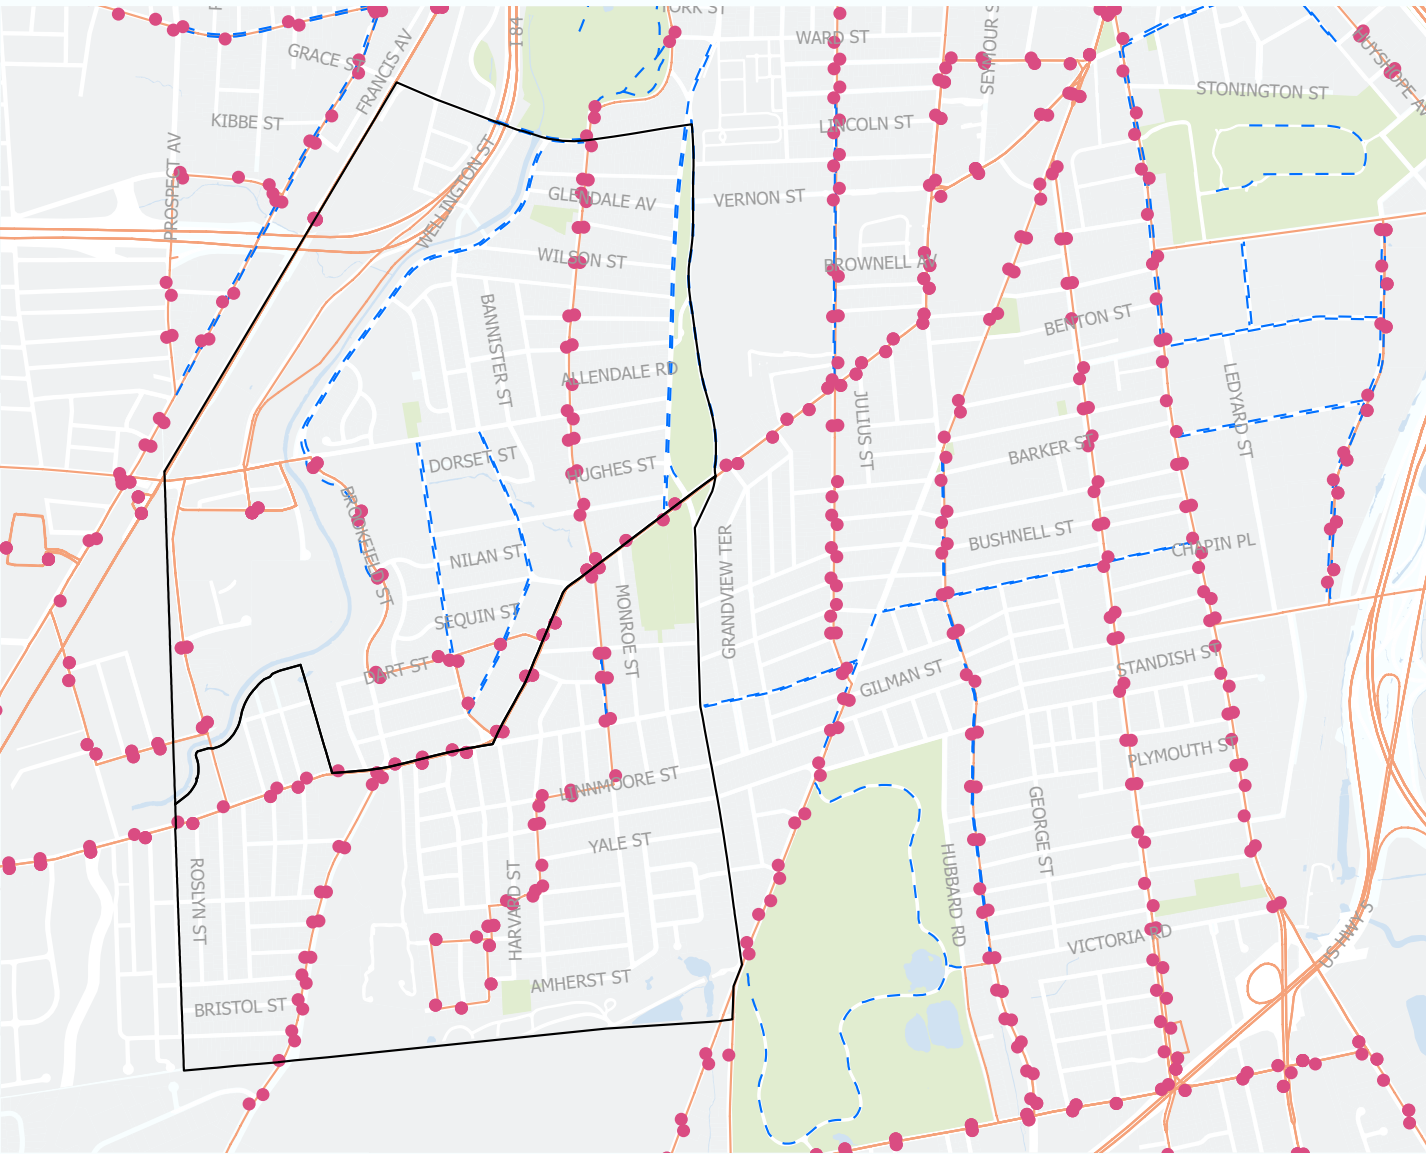 YORK ST
I 84
SEYMOUR S
WARD ST
GRACE S
FRANCIS AV
HUYSHOPE AV
STONINGTON ST
KIBBE ST
LINCOLN ST
PROSPECT AV
WELLINGTON ST
GLENDALE AV
VERNON ST
WILSON ST
BROWNELL AV
BENTON ST
BANNISTER ST
ALLENDALE RD
LEDYARD ST
JULIUS ST
DORSET ST
HUGHES ST
BARKER ST
BROOKFIELD ST
NILAN ST
BUSHNELL ST
CHAPIN PL
GRANDVIEW TER
SEQUIN ST
MONROE ST
DART ST
GILMAN ST
STANDISH ST
PLYMOUTH ST
LINNMOORE ST
GEORGE ST
YALE ST
ROSLYN ST
HARVARD ST
HUBBARD RD
VICTORIA RD
US HWY 5
AMHERST ST
BRISTOL ST